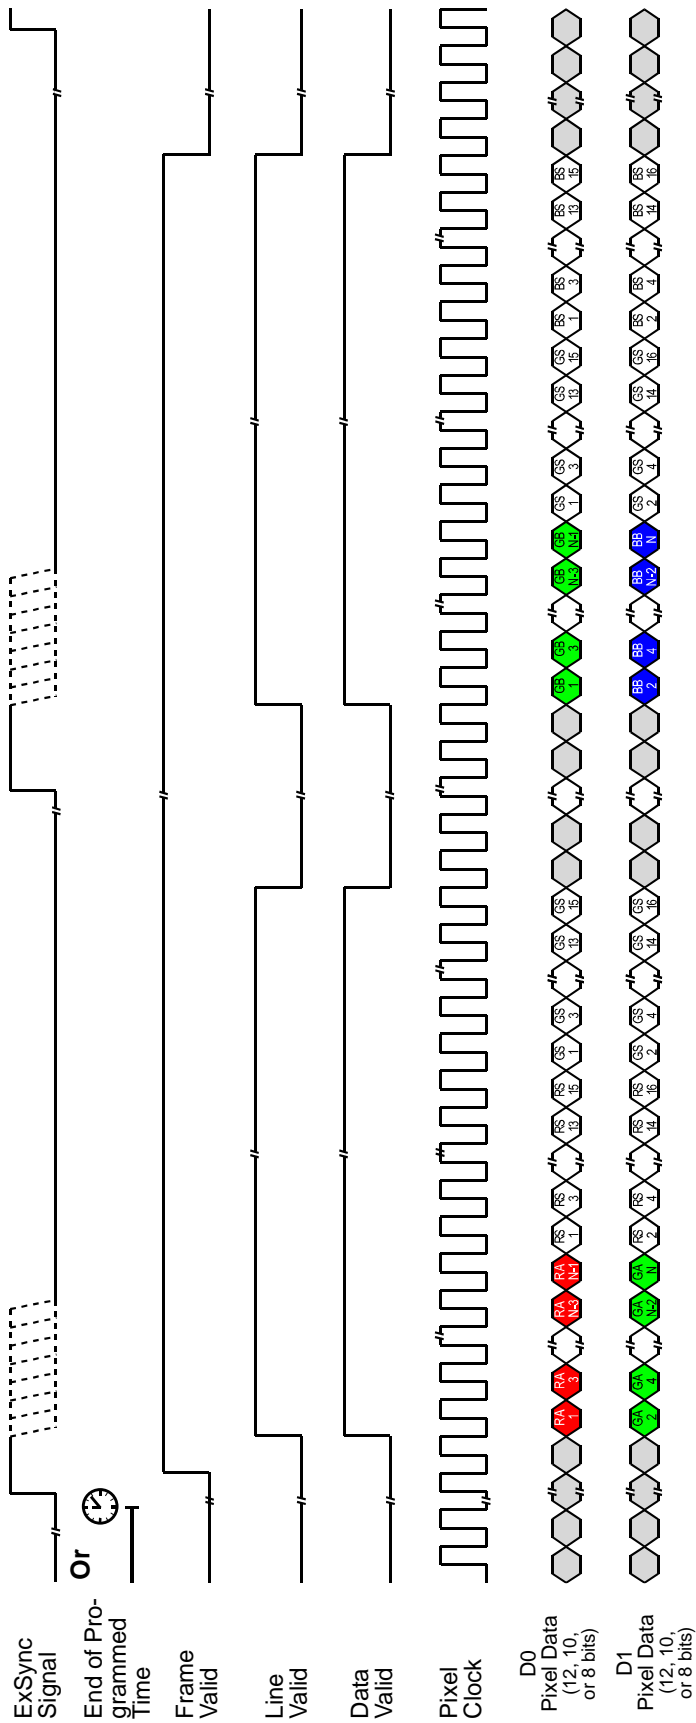 ExSync
Signal
Or
End of Pro-
grammed
Time
Frame
Valid
Line
Valid
Data
Valid
Pixel
Clock
D0
Pixel Data
(12, 10,
or 8 bits)
RA RA RA RA RS RS RS RS GS GS GS GS GB GB GB GB GS GS GS GS BS BS BS BS
1 3 N-3 N-1 1 3 13 15 1 3 13 15 1 3 N-3 N-1 1 3 13 15 1 3 13 15
D1
Pixel Data
(12, 10,
or 8 bits)
GA GA GA GA RS RS RS RS GS GS GS GS BB BB BB BB GS GS GS GS BS BS BS BS
2 4 N-2 N 2 4 14 16 2 4 14 16 2 4 N-2 N 2 4 14 16 2 4 14 16